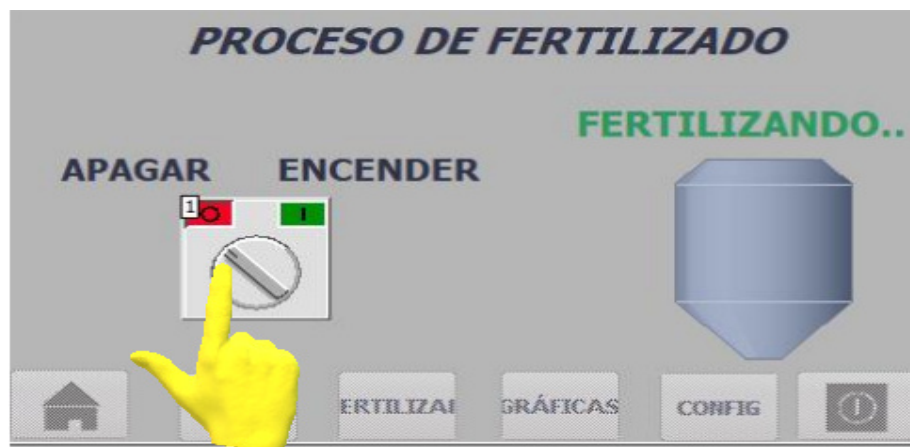 PROCESO DE FERTILIZADO
FERTILIZANDO..
APAGAR ENCENDER
1 I
ERTILIZAI GRÁFICAS CONFIG